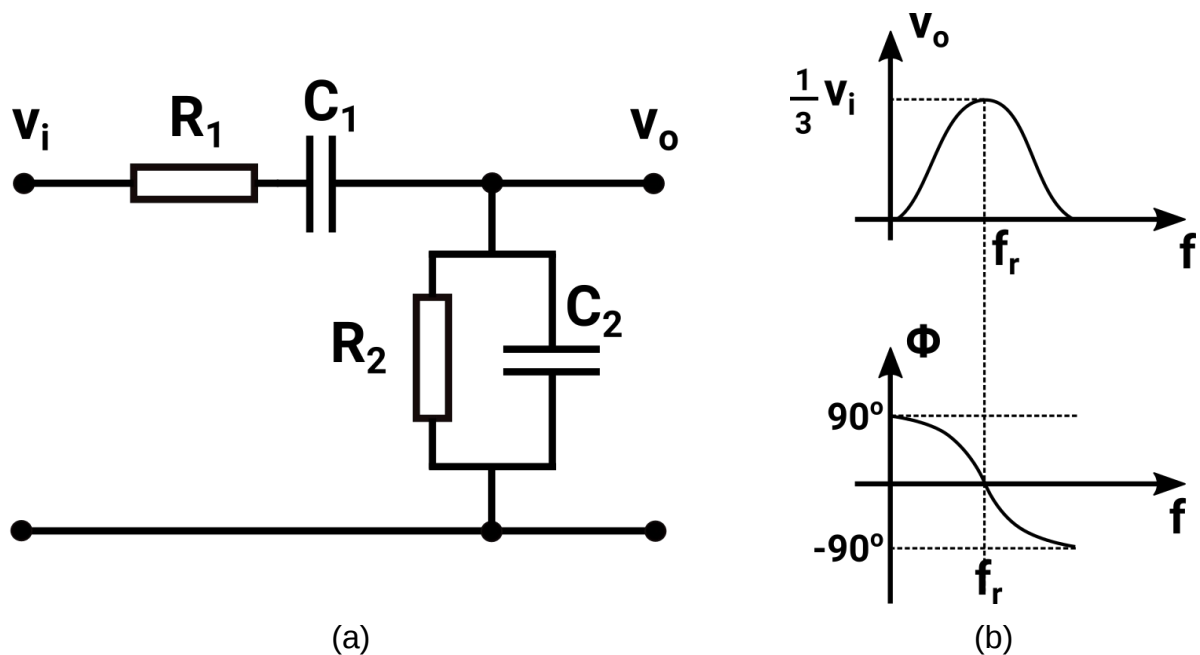 vᵢ
R₁
C₁
vₒ
R₂
C₂
(a)
vₒ
1/3 vᵢ
fᵣ
f
Φ
90º
f
-90º
fᵣ
(b)